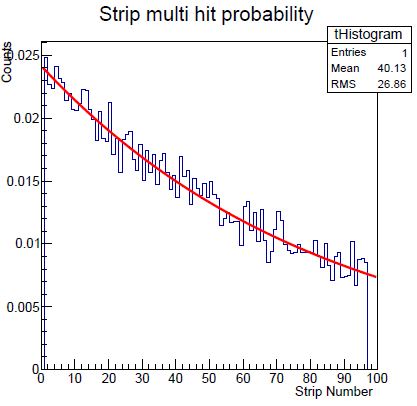 Strip multi hit probability
tHistogram
Entries 1
Mean 40.13
RMS 26.86
Counts
0.025
0.02
0.015
0.01
0.005
0
0 10 20 30 40 50 60 70 80 90 100
Strip Number